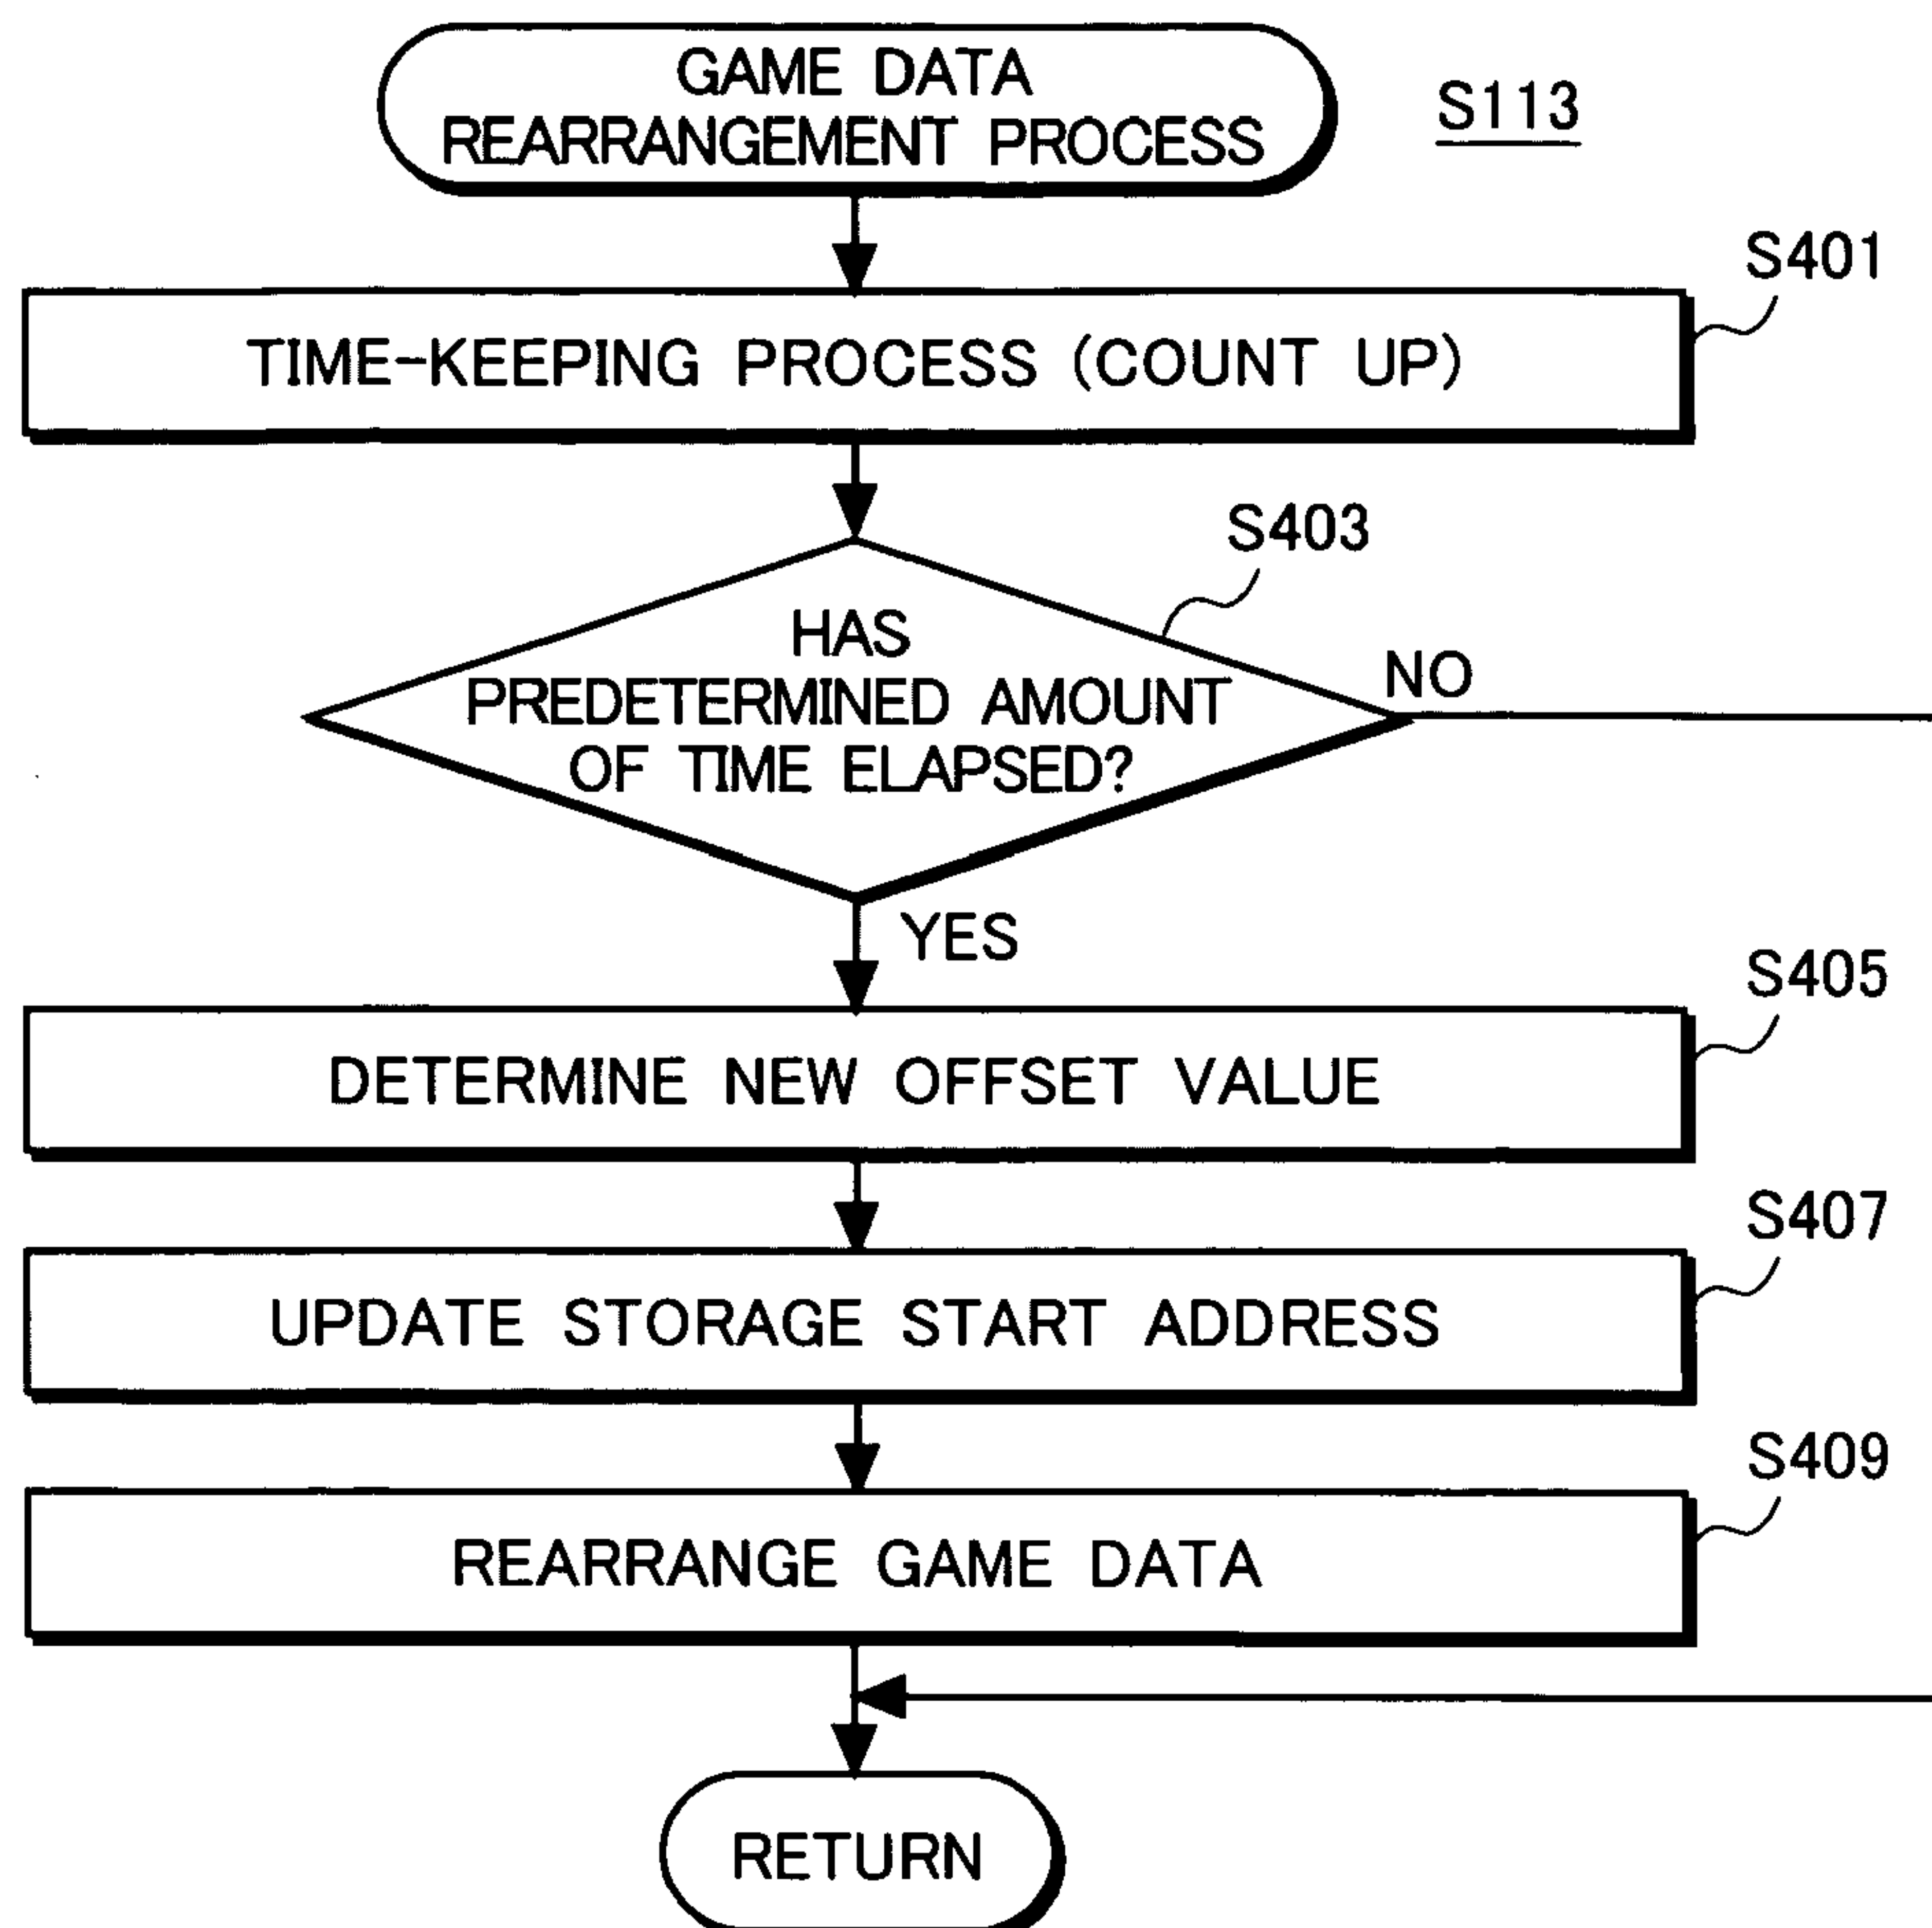 GAME DATA
REARRANGEMENT PROCESS
S113
S401
TIME-KEEPING PROCESS (COUNT UP)
S403
HAS
PREDETERMINED AMOUNT
OF TIME ELAPSED?
NO
YES
S405
DETERMINE NEW OFFSET VALUE
S407
UPDATE STORAGE START ADDRESS
S409
REARRANGE GAME DATA
RETURN